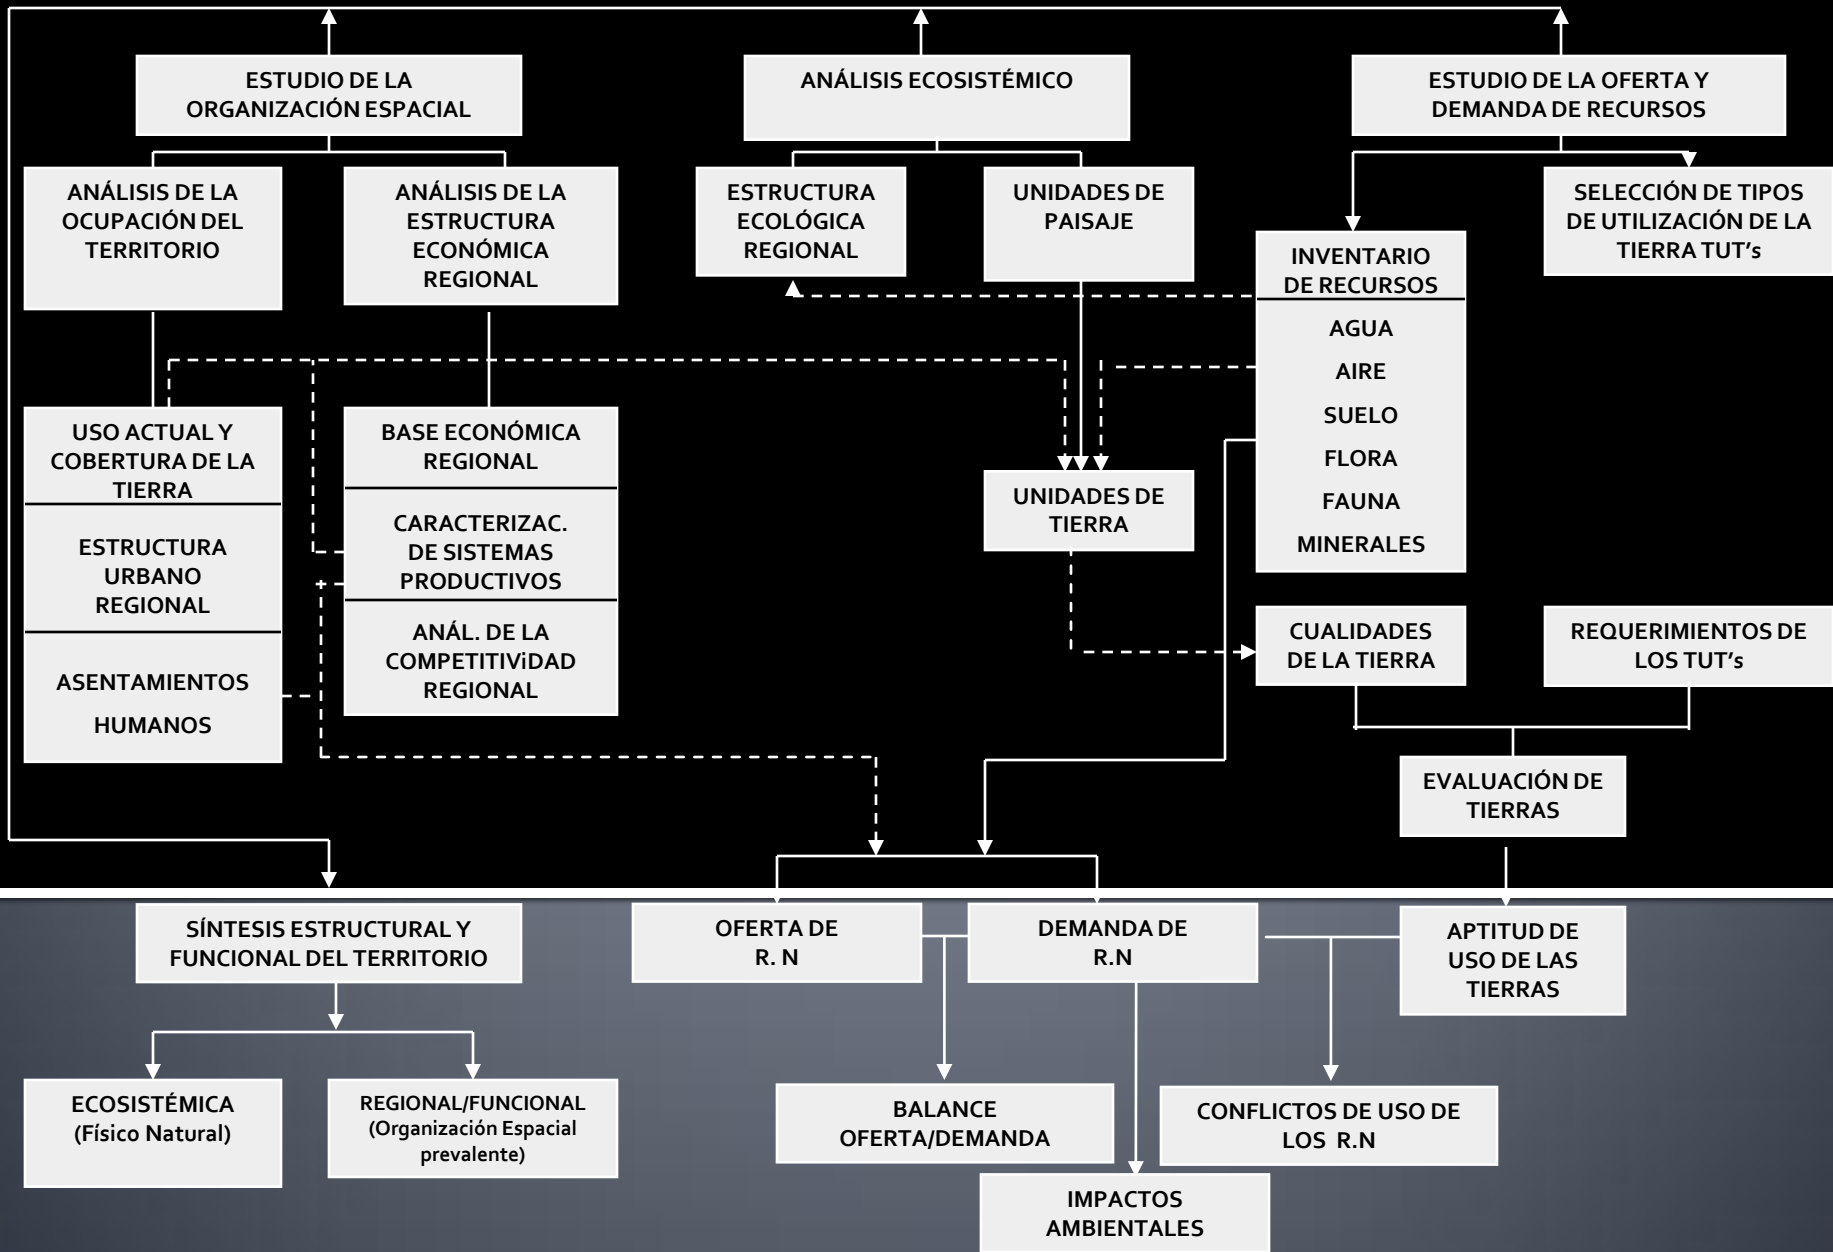 ESTUDIO DE LA
ORGANIZACIÓN ESPACIAL
ANÁLISIS ECOSISTÉMICO
ESTUDIO DE LA OFERTA Y
DEMANDA DE RECURSOS
ANÁLISIS DE LA
OCUPACIÓN DEL
TERRITORIO
ANÁLISIS DE LA
ESTRUCTURA
ECONÓMICA
REGIONAL
ESTRUCTURA
ECOLÓGICA
REGIONAL
UNIDADES DE
PAISAJE
SELECCIÓN DE TIPOS
DE UTILIZACIÓN DE LA
TIERRA TUT's
INVENTARIO
DE RECURSOS
AGUA
AIRE
SUELO
FLORA
FAUNA
MINERALES
USO ACTUAL Y
COBERTURA DE LA
TIERRA
ESTRUCTURA
URBANO
REGIONAL
ASENTAMIENTOS
HUMANOS
BASE ECONÓMICA
REGIONAL
CARACTERIZAC.
DE SISTEMAS
PRODUCTIVOS
ANÁL. DE LA
COMPETITIViDAD
REGIONAL
UNIDADES DE
TIERRA
CUALIDADES
DE LA TIERRA
REQUERIMIENTOS DE
LOS TUT's
EVALUACIÓN DE
TIERRAS
SÍNTESIS ESTRUCTURAL Y
FUNCIONAL DEL TERRITORIO
OFERTA DE
R. N
DEMANDA DE
R.N
APTITUD DE
USO DE LAS
TIERRAS
ECOSISTÉMICA
(Físico Natural)
REGIONAL/FUNCIONAL
(Organización Espacial
prevalente)
BALANCE
OFERTA/DEMANDA
CONFLICTOS DE USO DE
LOS R.N
IMPACTOS
AMBIENTALES